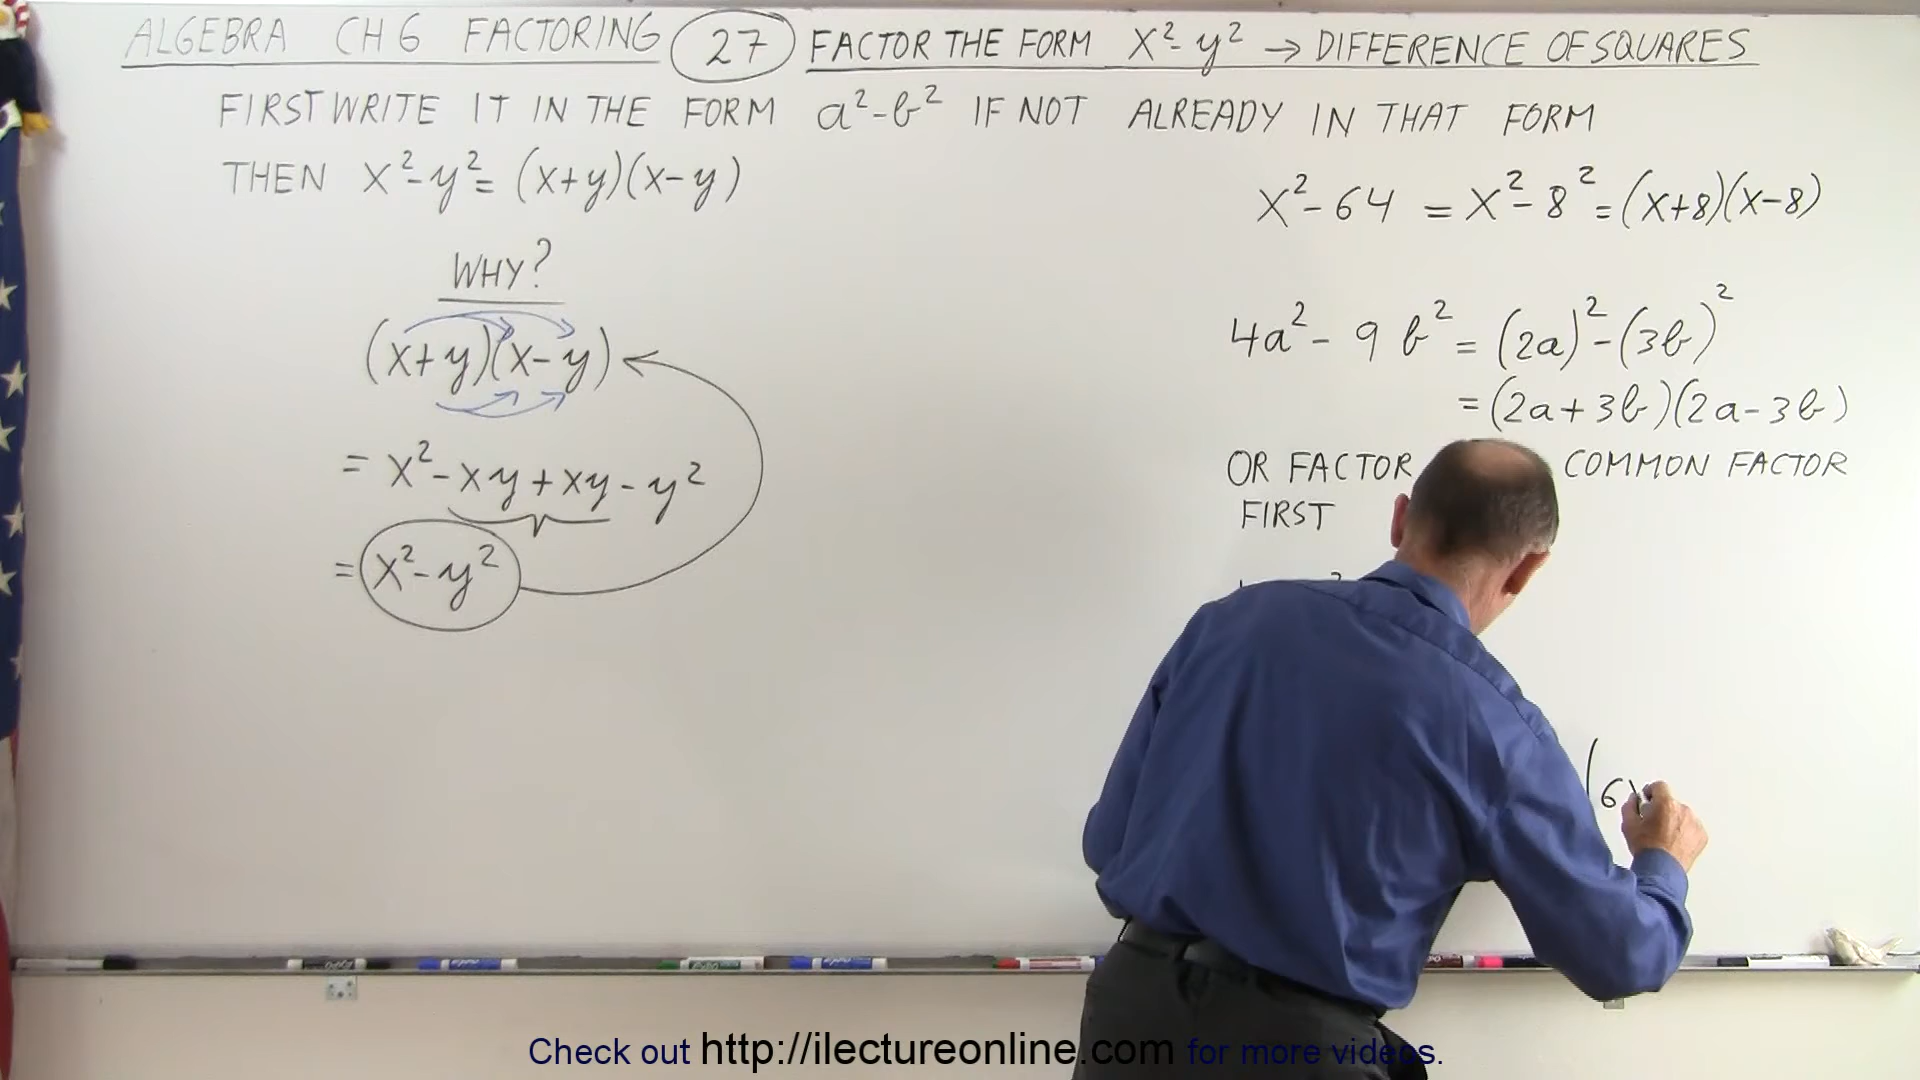 ALGEBRA CH 6 FACTORING 27 FACTOR THE FORM x²-y² → DIFFERENCE OF SQUARES
FIRST WRITE IT IN THE FORM a²-b² IF NOT ALREADY IN THAT FORM
THEN x²-y² = (x+y)(x-y)
WHY?
(x+y)(x-y)
= x²-xy+xy-y²
= x²-y²
x²-64 = x²-8² = (x+8)(x-8)
4a²-9b² = (2a)²-(3b)²
= (2a+3b)(2a-3b)
OR FACTOR COMMON FACTOR
FIRST
(6
Check out http://ilectureonline.com for more videos.